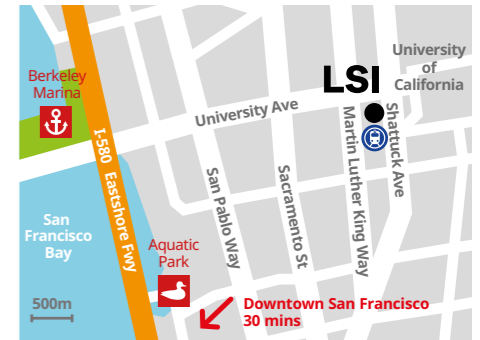 University
of
California
LSI
Berkeley
Marina
University Ave
I-580 Eastshore Fwy
San Pablo Way
Sacramento St
Martin Luther King Way
Shattuck Ave
San
Francisco
Bay
Aquatic
Park
500m
Downtown San Francisco
30 mins